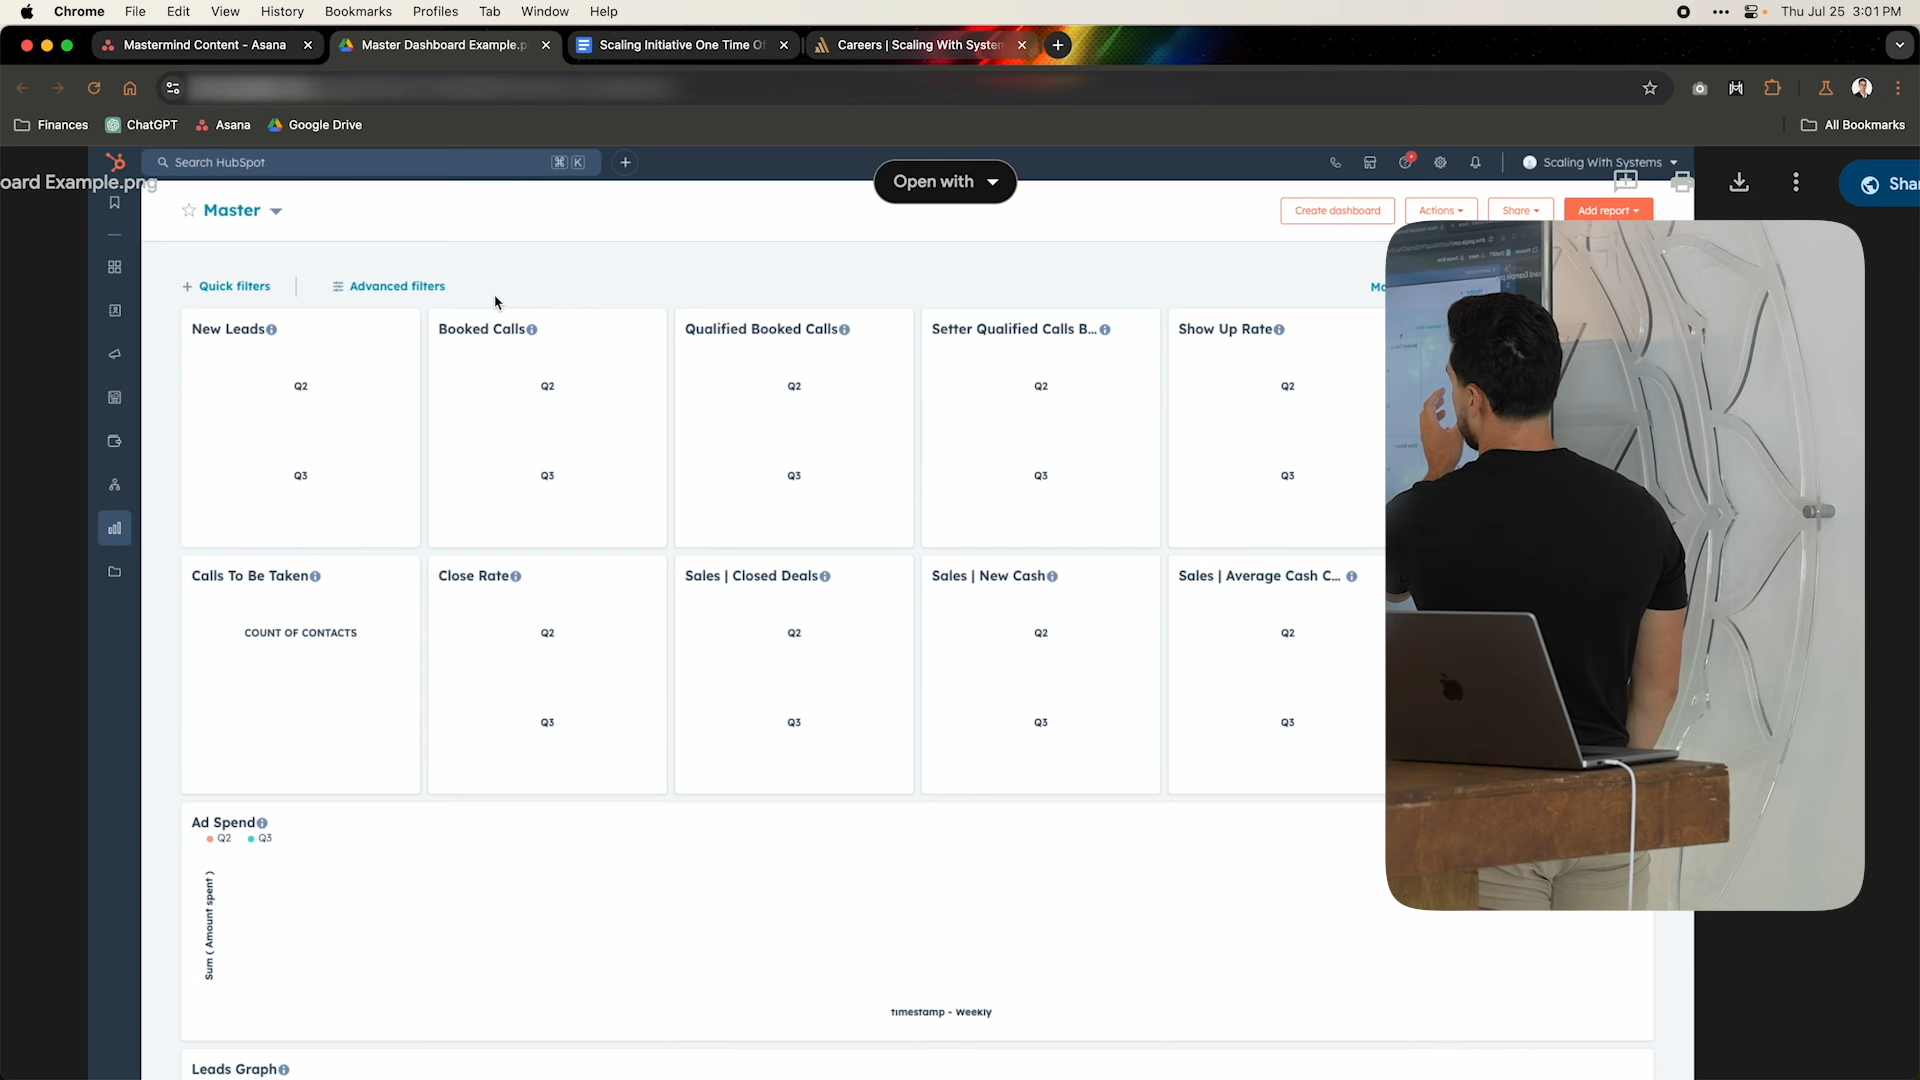 Chrome File Edit View History Bookmarks Profiles Tab Window Help Thu Jul 25 3:01 PM
Mastermind Content - Asana Master Dashboard Example.p Scaling Initiative One Time Of Careers | Scaling With System
Finances ChatGPT Asana Google Drive All Bookmarks
Search HubSpot ⌘ K Scaling With Systems
oard Example.png Open with Shar
Master Create dashboard Actions Share Add report
Quick filters Advanced filters
New Leads Booked Calls Qualified Booked Calls Setter Qualified Calls B... Show Up Rate
Q2 Q2 Q2 Q2 Q2
Q3 Q3 Q3 Q3 Q3
Calls To Be Taken Close Rate Sales | Closed Deals Sales | New Cash Sales | Average Cash C...
COUNT OF CONTACTS Q2 Q2 Q2 Q2
Q3 Q3 Q3 Q3
Ad Spend
Q2 Q3
Sum ( Amount spent )
Timestamp - Weekly
Leads Graph